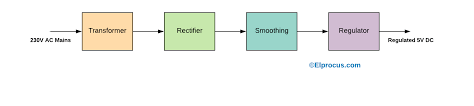 230V AC Mains
Transformer
Rectifier
Smoothing
Regulator
Regulated 5V DC
©Elprocus.com